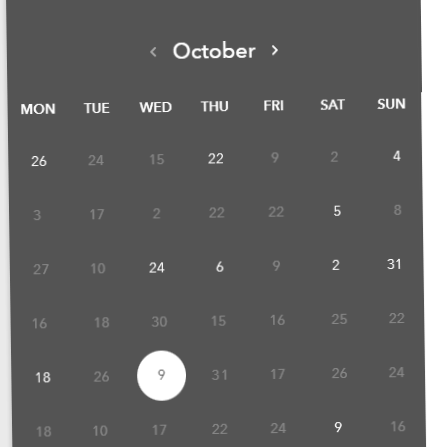 ‹ October ›
MON TUE WED THU FRI SAT SUN
26 24 15 22 9 2 4
3 17 2 22 22 5 8
27 10 24 6 9 2 31
16 18 30 15 16 25 22
18 26 9 31 17 26 24
18 10 17 22 24 9 16